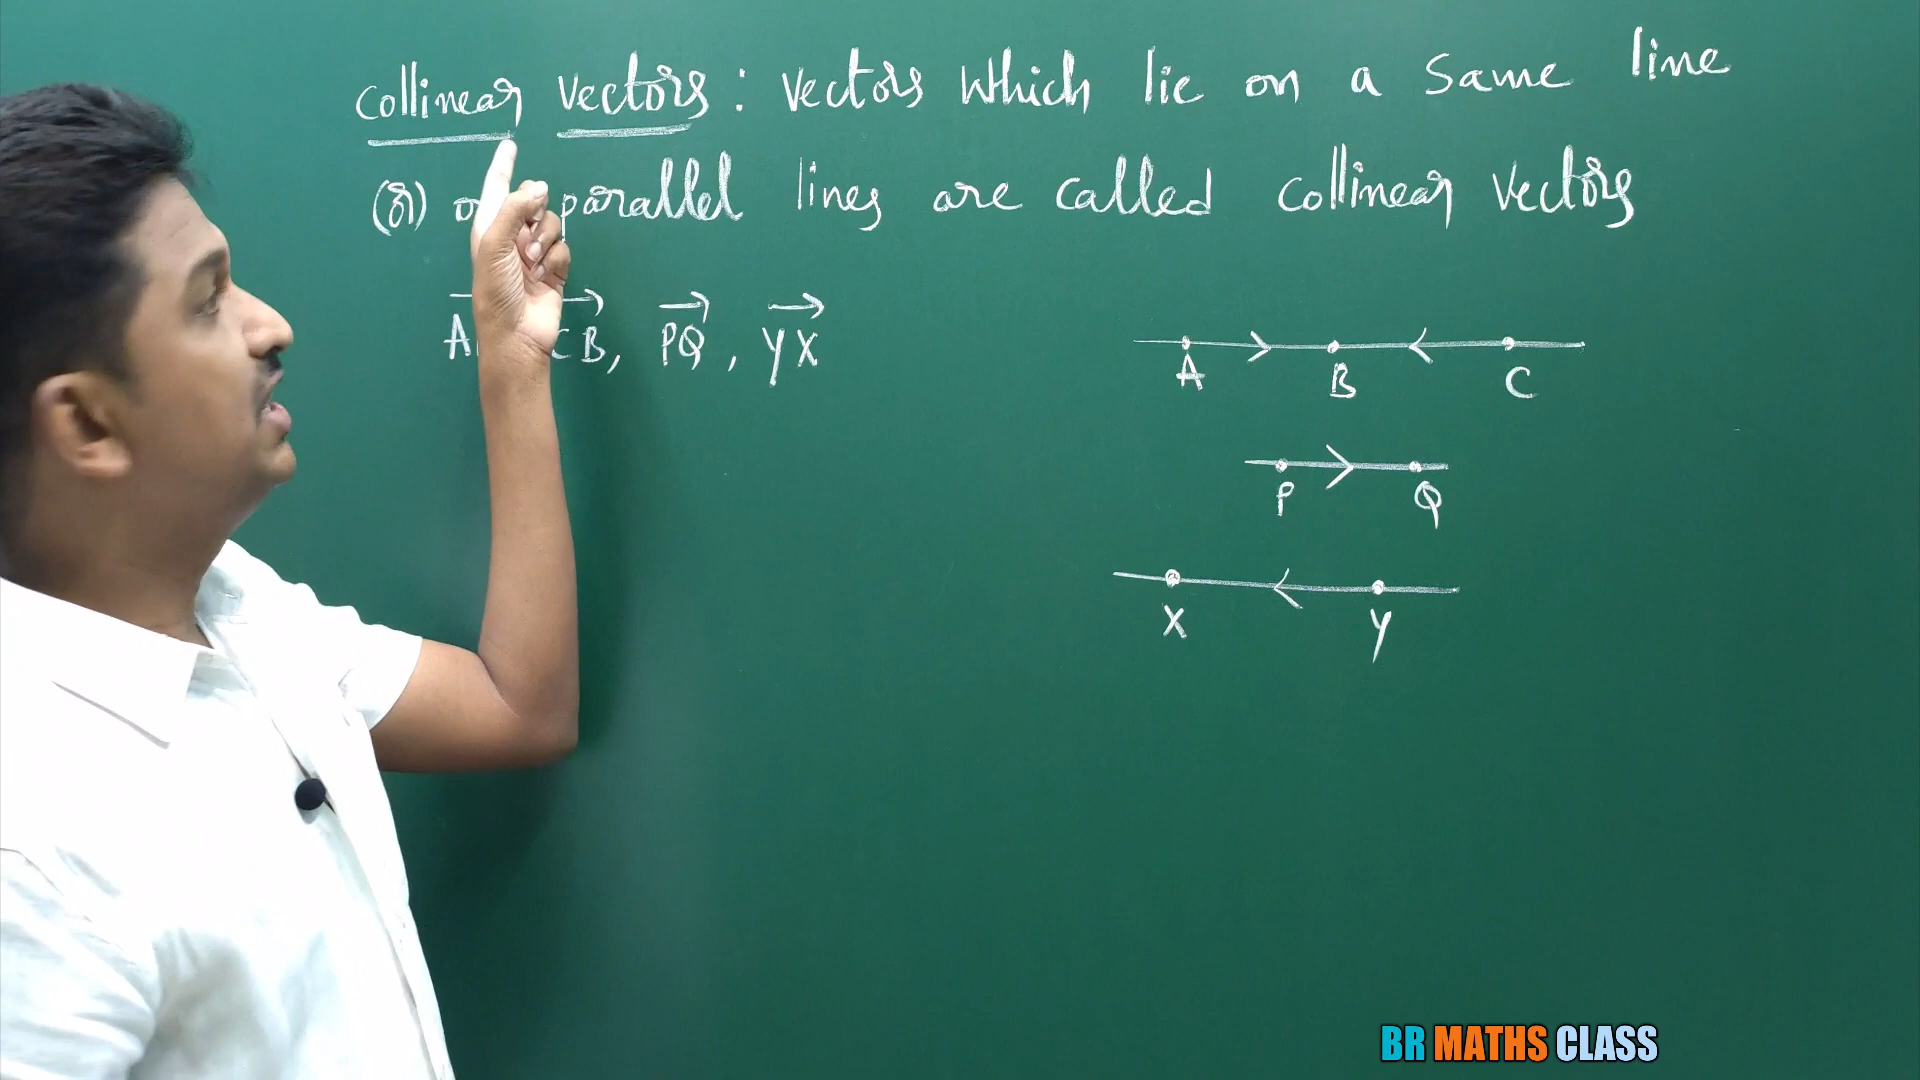 collinear vectors : vectors which lie on a same line
(or) parallel lines are called collinear vectors
CB, PQ, YX
A B C
P Q
X Y
BR MATHS CLASS